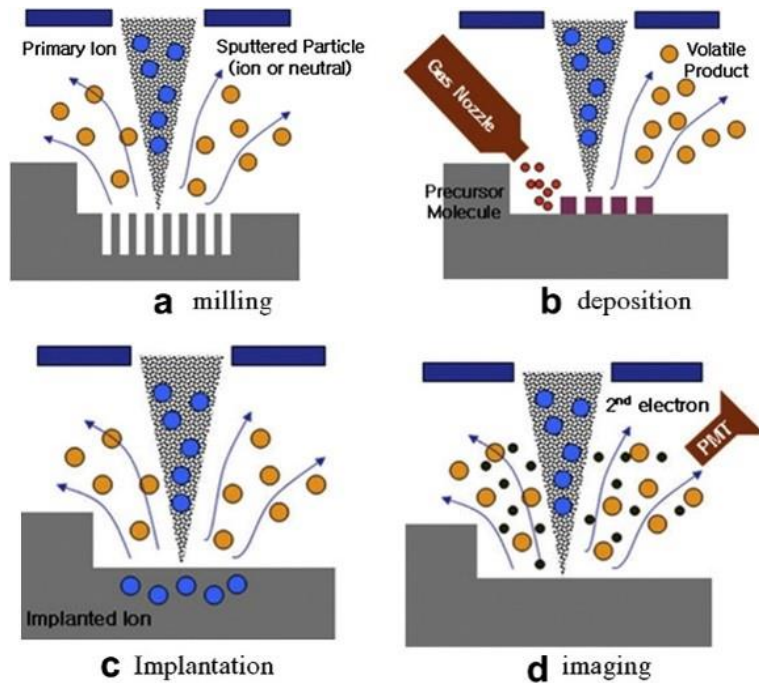 Primary Ion
Sputtered Particle
(ion or neutral)
a milling
Gas Nozzle
Volatile
Product
Precursor
Molecule
b deposition
Implanted Ion
c Implantation
2nd electron
PMT
d imaging